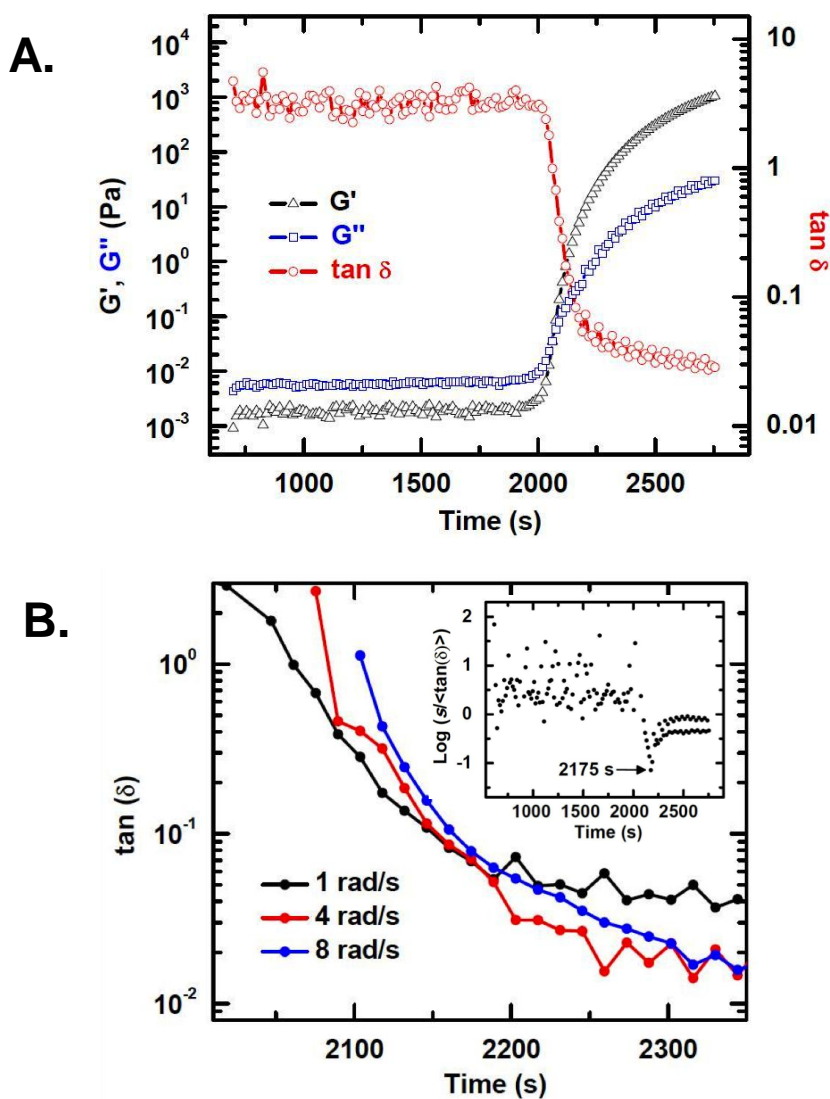 A.
10⁴
10³
10²
10¹
10⁰
10⁻¹
10⁻²
10⁻³
G', G" (Pa)
G'
G"
tan δ
10
1
0.1
0.01
tan δ
1000 1500 2000 2500
Time (s)
B.
10⁰
10⁻¹
10⁻²
tan (δ)
1 rad/s
4 rad/s
8 rad/s
2
1
0
-1
Log (s/<tan(δ)>)
2175 s
1000 1500 2000 2500
Time (s)
2100 2200 2300
Time (s)